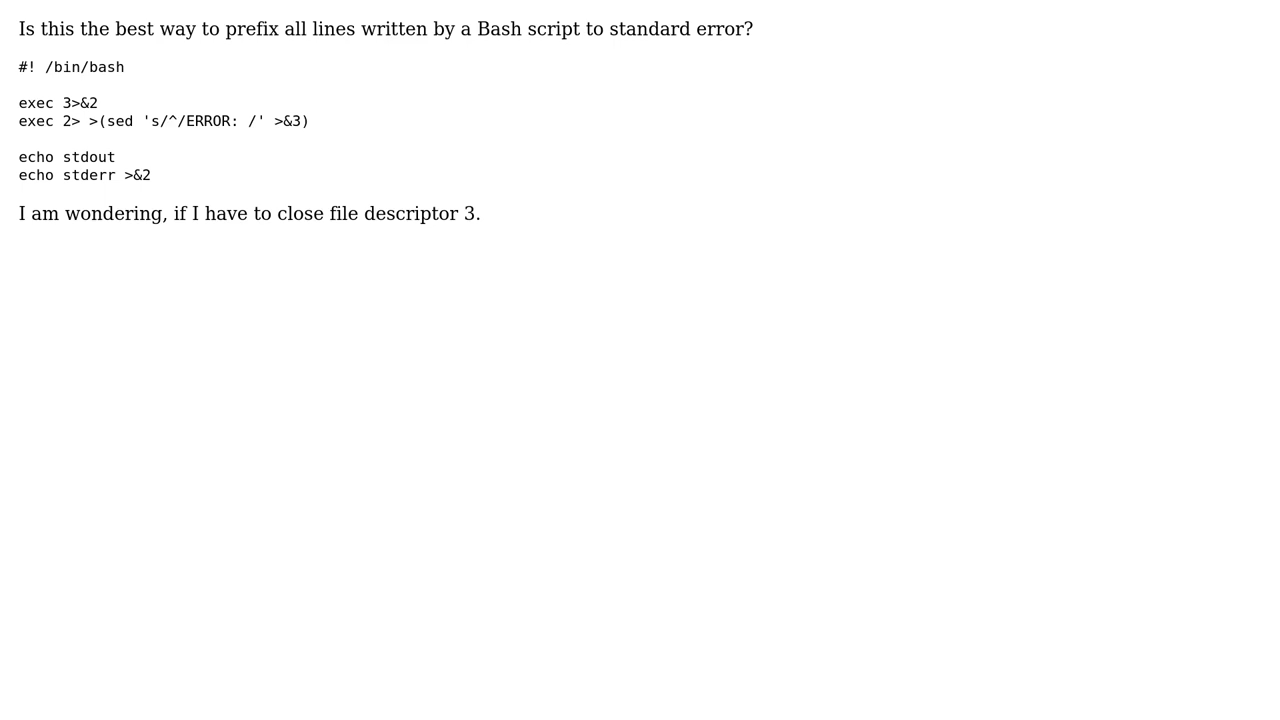 Is this the best way to prefix all lines written by a Bash script to standard error?
#! /bin/bash
exec 3>&2
exec 2> >(sed 's/^/ERROR: /' >&3)
echo stdout
echo stderr >&2
I am wondering, if I have to close file descriptor 3.